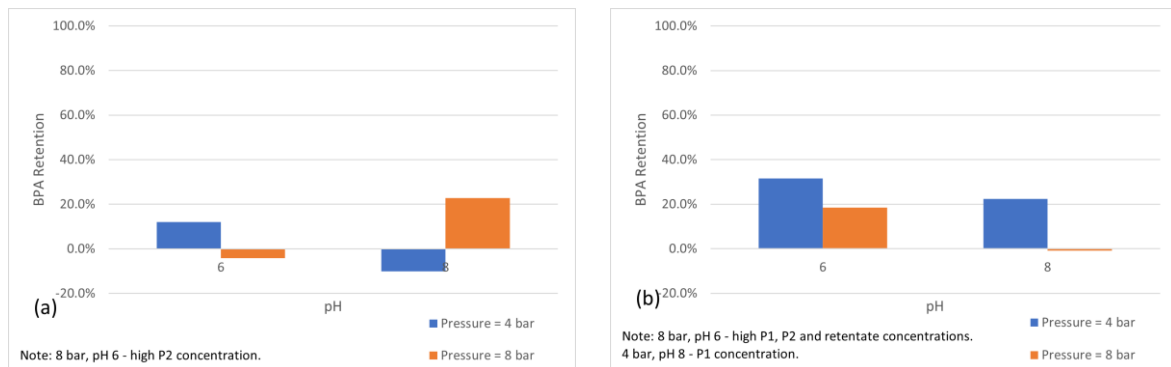 100.0%
80.0%
60.0%
40.0%
20.0%
0.0%
-20.0%
BPA Retention
6
8
pH
(a)
Pressure = 4 bar
Pressure = 8 bar
Note: 8 bar, pH 6 - high P2 concentration.
100.0%
80.0%
60.0%
40.0%
20.0%
0.0%
-20.0%
BPA Retention
6
8
pH
(b)
Pressure = 4 bar
Pressure = 8 bar
Note: 8 bar, pH 6 - high P1, P2 and retentate concentrations.
4 bar, pH 8 - P1 concentration.